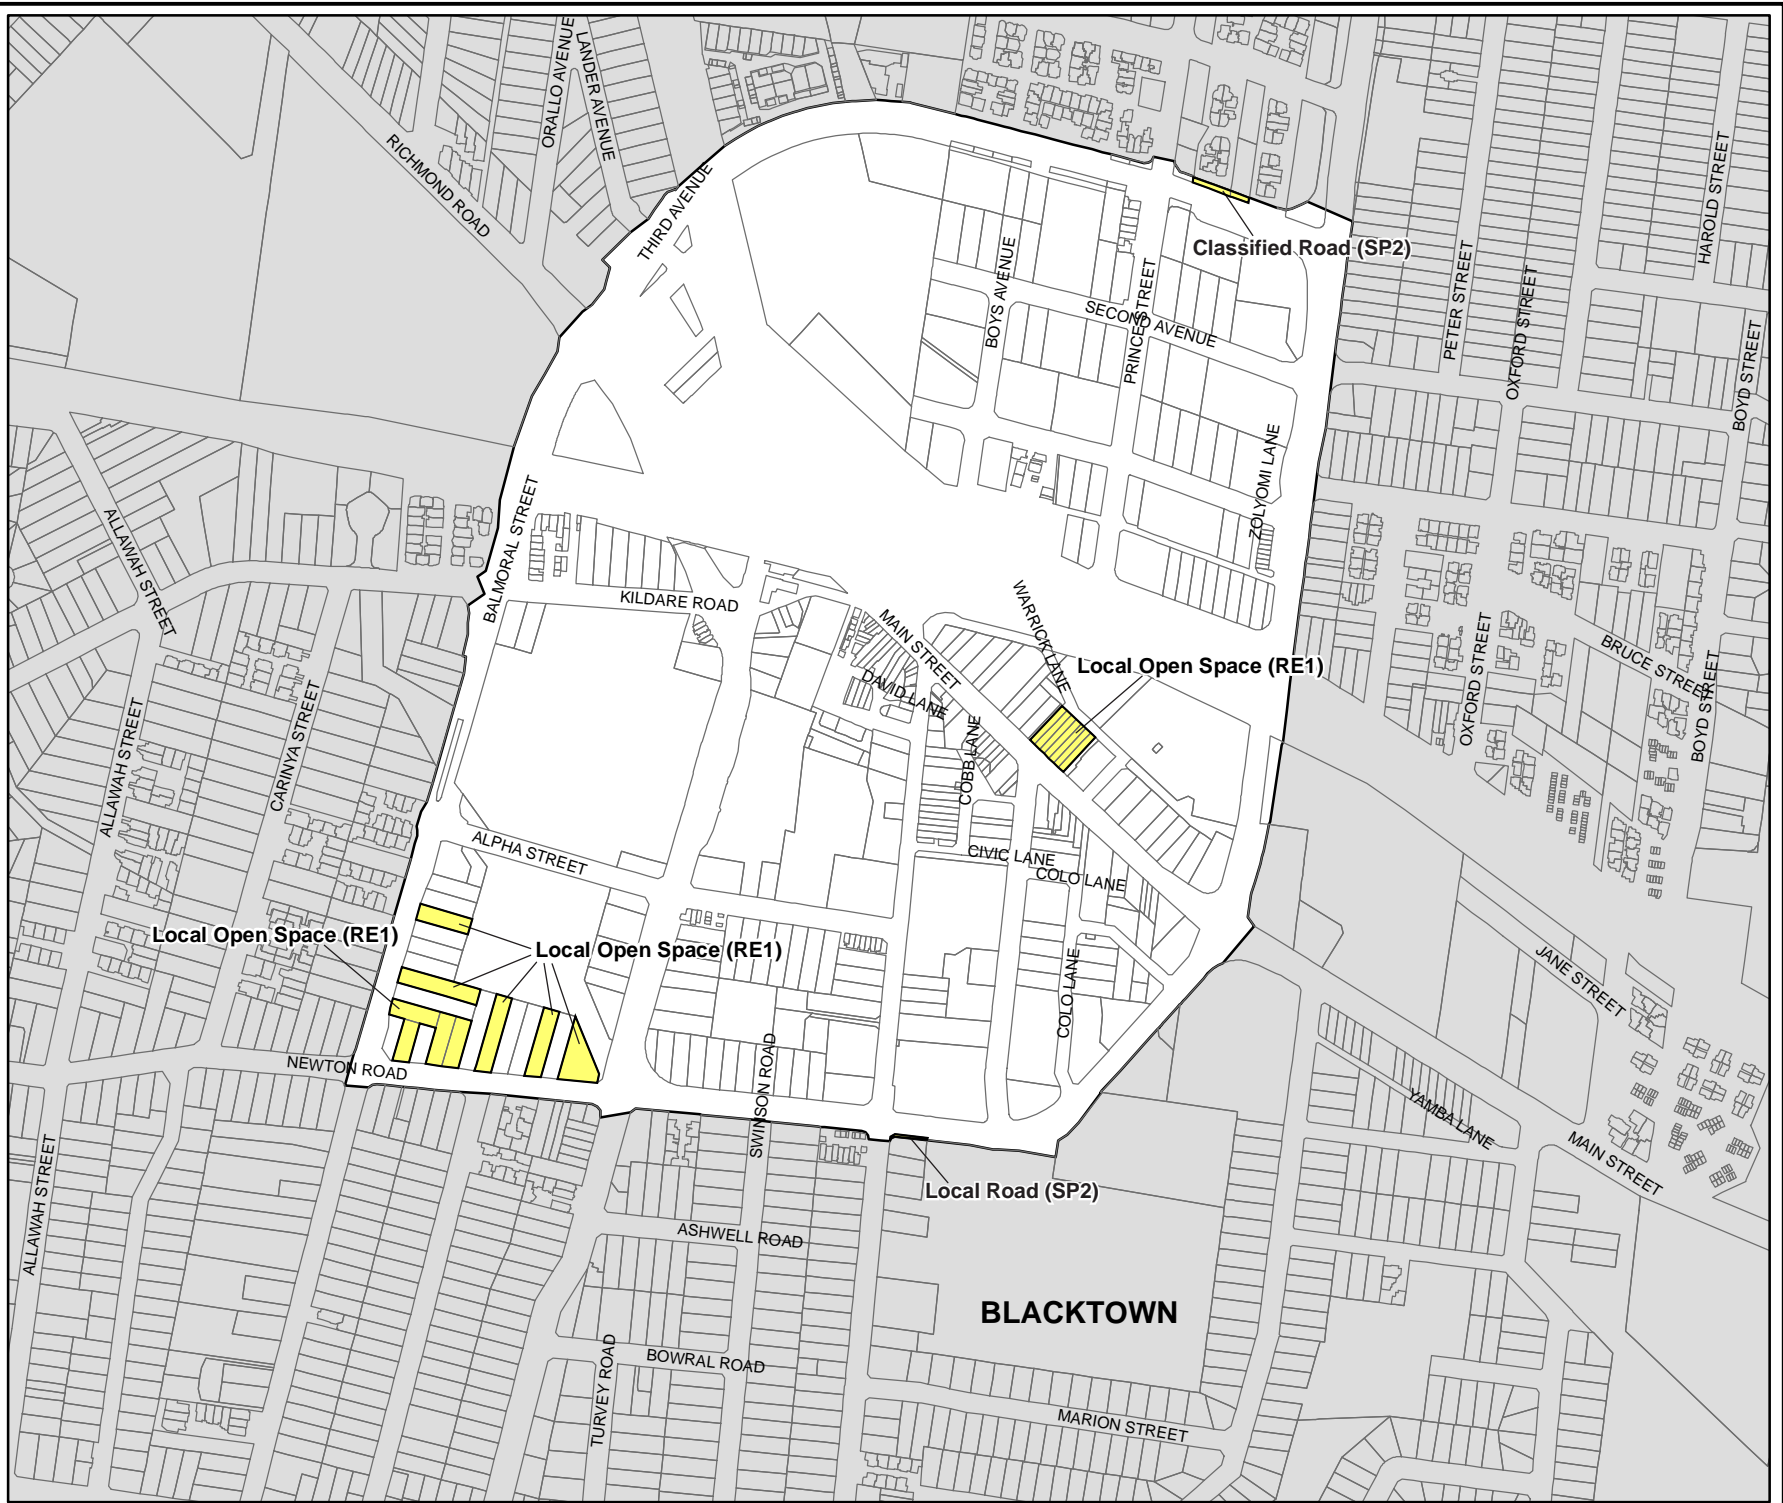 ORALLO AVENUE
LANDER AVENUE
RICHMOND ROAD
THIRD AVENUE
HAROLD STREET
Classified Road (SP2)
BOYS AVENUE
PRINCE STREET
SECOND AVENUE
PETER STREET
OXFORD STREET
BOYD STREET
ZOLYOMI LANE
ALLAWAH STREET
BALMORAL STREET
KILDARE ROAD
WARRICK LANE
MAIN STREET
Local Open Space (RE1)
DAVID LANE
BRUCE STREET
OXFORD STREET
BOYD STREET
ALLAWAH STREET
CARINYA STREET
COBB LANE
ALPHA STREET
CIVIC LANE
COLO LANE
Local Open Space (RE1)
Local Open Space (RE1)
COLO LANE
JANE STREET
NEWTON ROAD
SWINSON ROAD
YAMBA LANE
MAIN STREET
ALLAWAH STREET
Local Road (SP2)
ASHWELL ROAD
BLACKTOWN
TURVEY ROAD
BOWRAL ROAD
MARION STREET